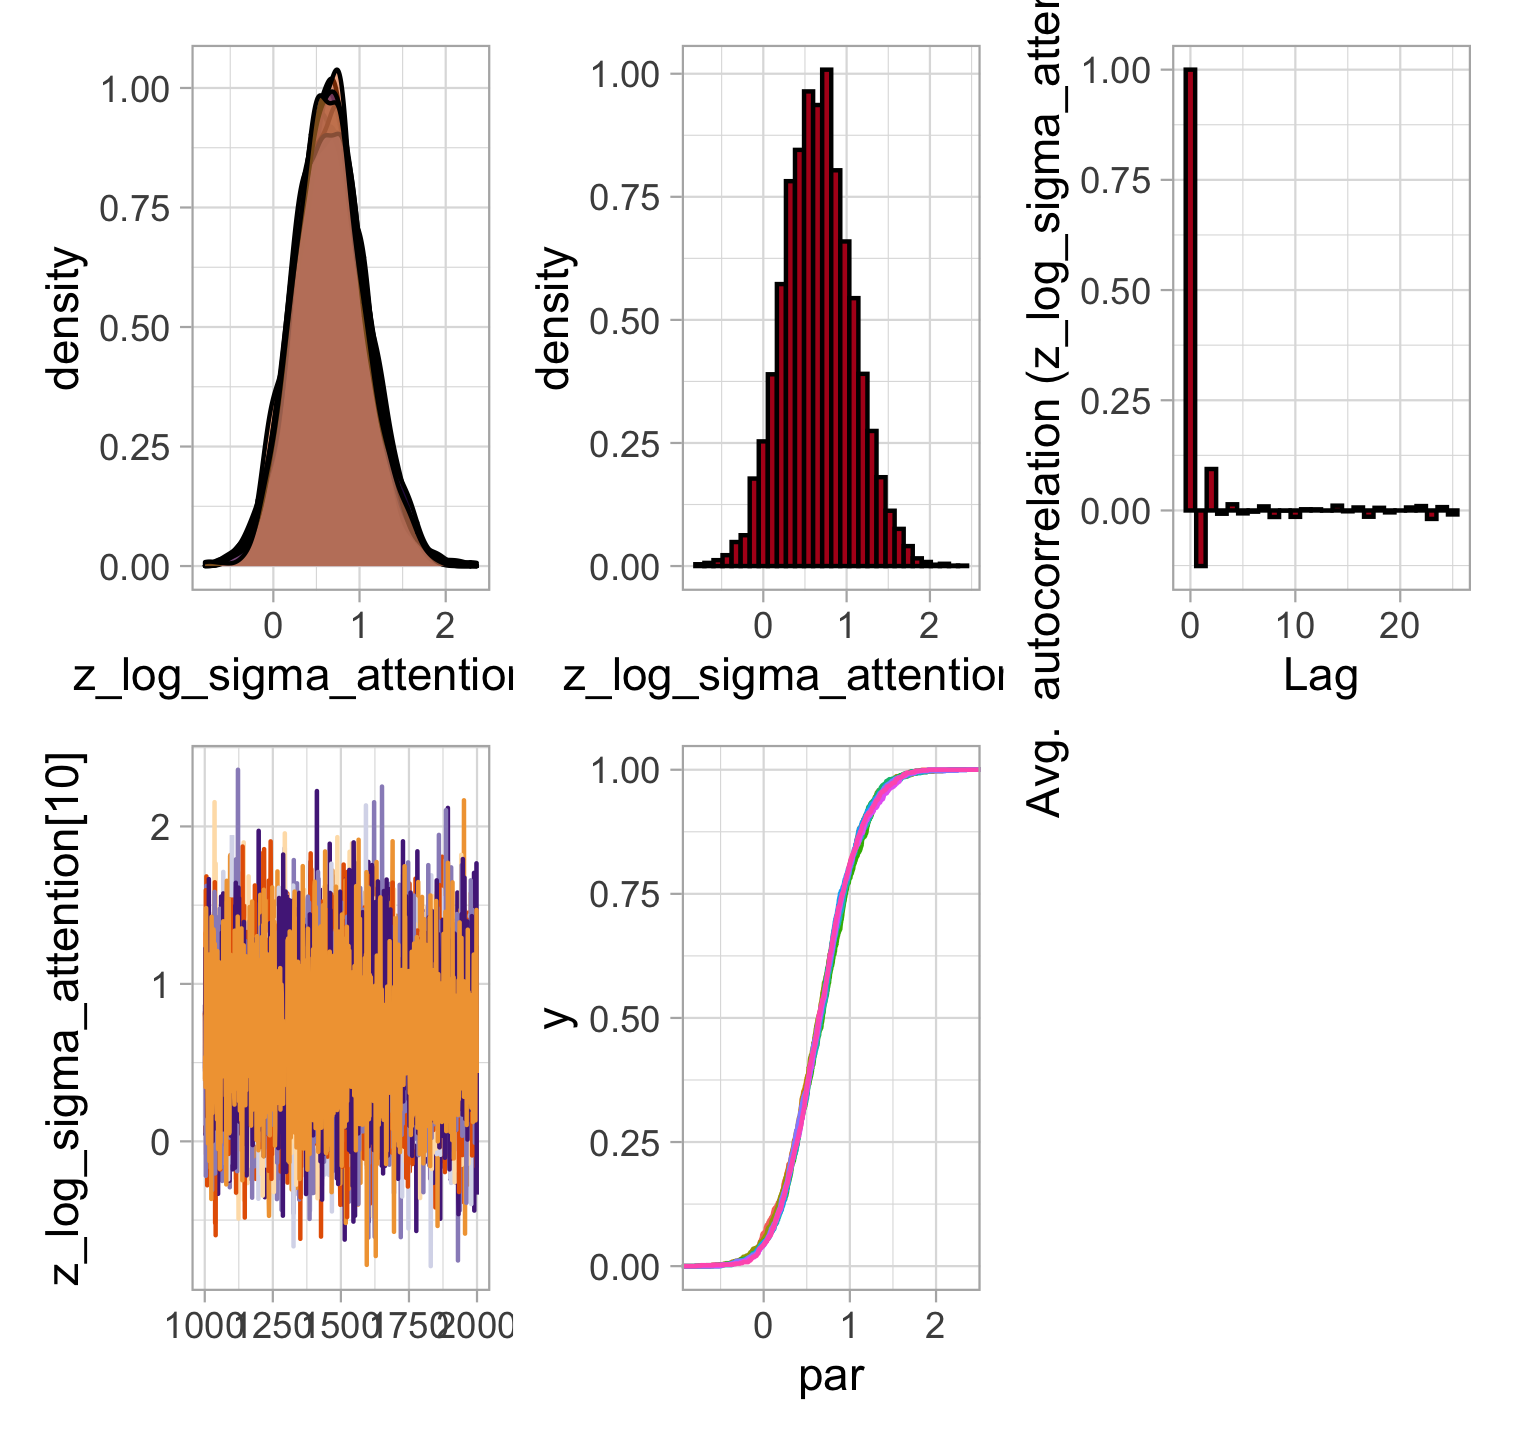 density
1.00
0.75
0.50
0.25
0.00
0 1 2
z_log_sigma_attention
density
1.00
0.75
0.50
0.25
0.00
0 1 2
z_log_sigma_attention
Avg. autocorrelation (z_log_sigma_atten
1.00
0.75
0.50
0.25
0.00
0 10 20
Lag
z_log_sigma_attention[10]
2
1
0
1000 1250 1500 1750 2000
y
1.00
0.75
0.50
0.25
0.00
0 1 2
par